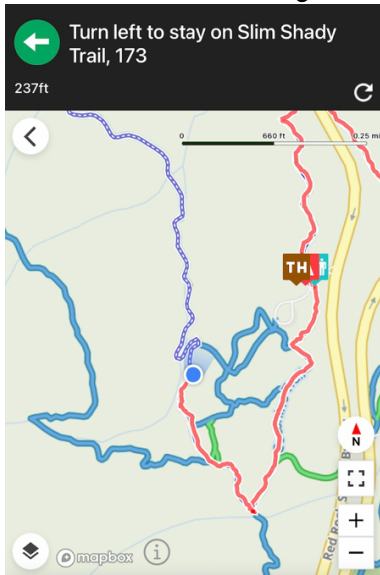 Turn left to stay on Slim Shady
Trail, 173
237ft
0
660 ft
0.25 mi
TH
N
Red Rock S
B
mapbox
i